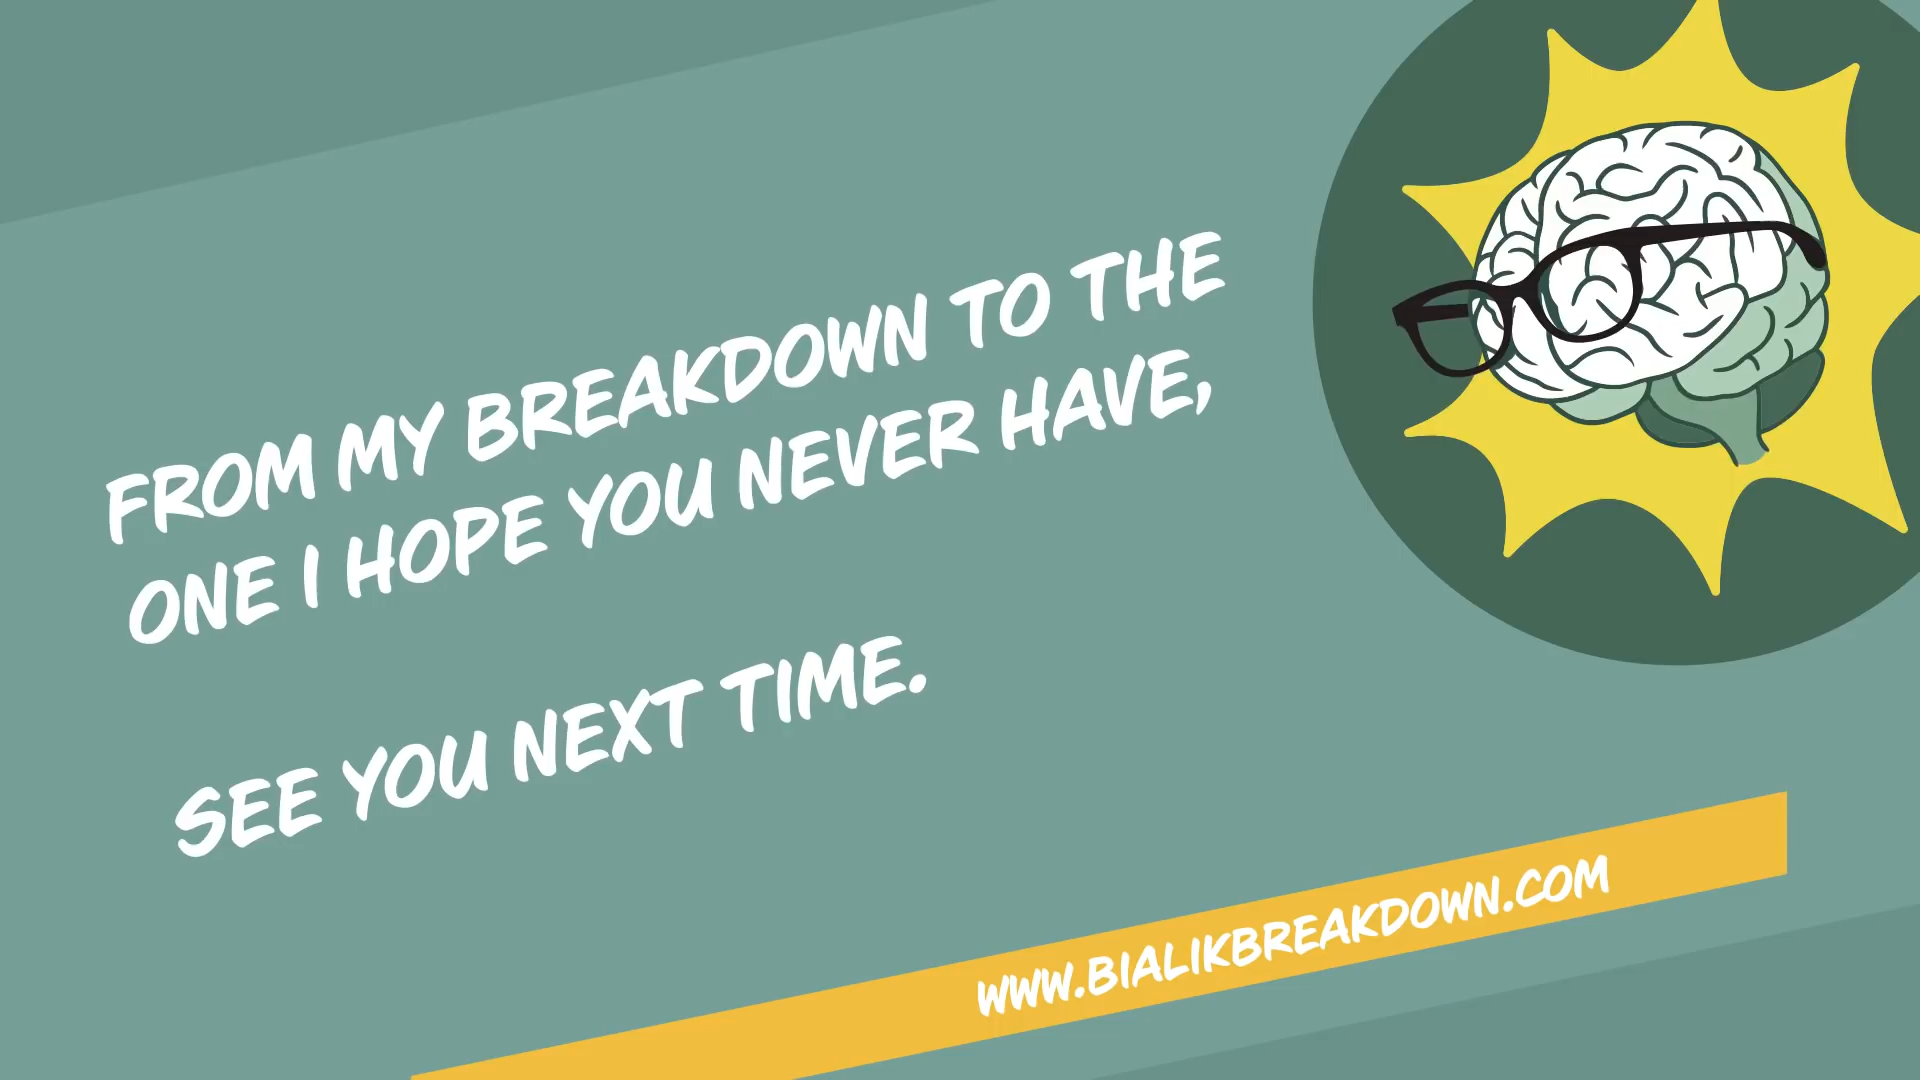 FROM MY BREAKDOWN TO THE
ONE I HOPE YOU NEVER HAVE,
SEE YOU NEXT TIME.
WWW.BIALIKBREAKDOWN.COM